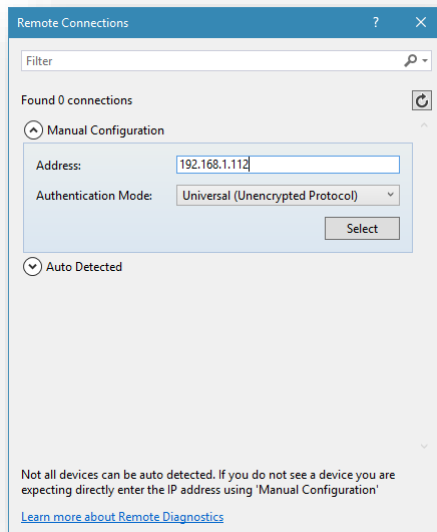 Remote Connections
Filter
Found 0 connections
Manual Configuration
Address: 192.168.1.112
Authentication Mode: Universal (Unencrypted Protocol)
Select
Auto Detected
Not all devices can be auto detected. If you do not see a device you are
expecting directly enter the IP address using 'Manual Configuration'
Learn more about Remote Diagnostics